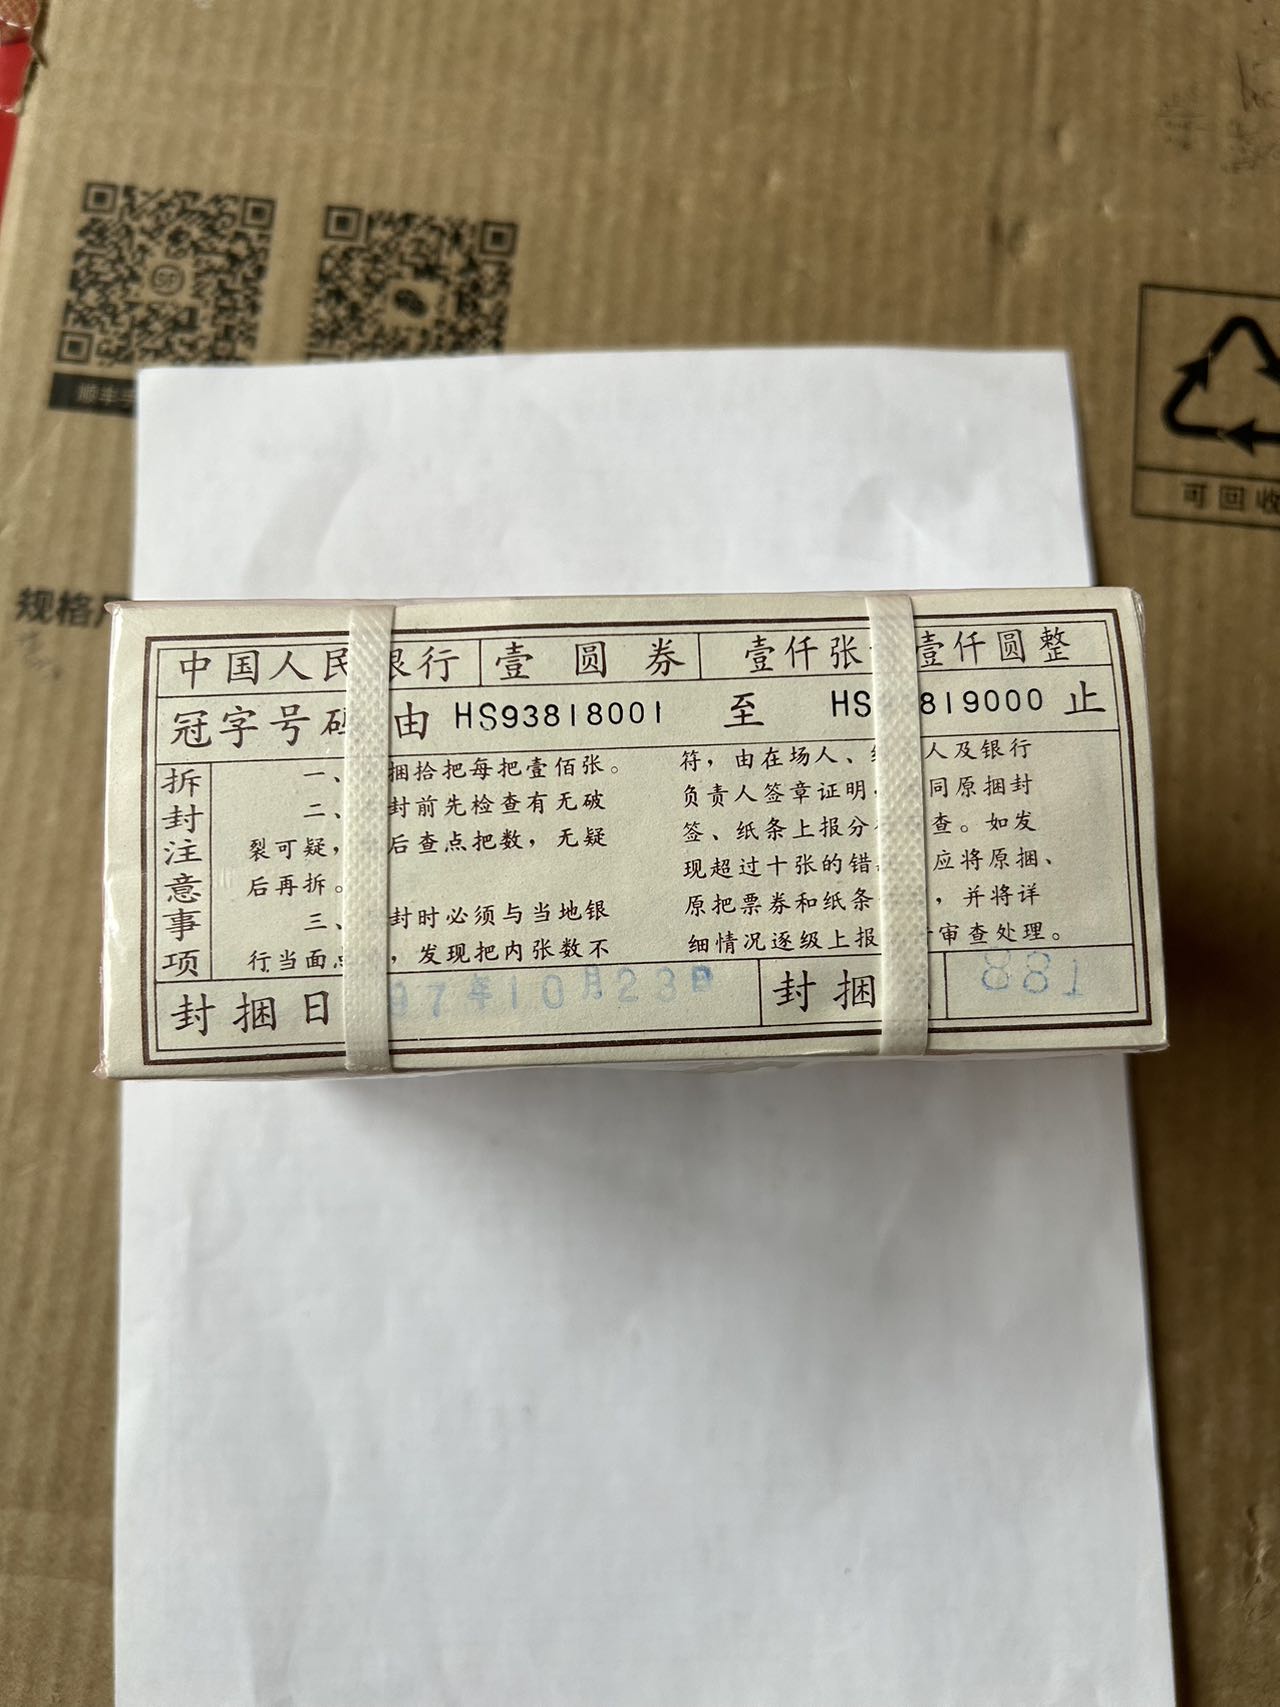 顺丰
可回收
规格
中国人民银行 壹圆券 壹仟张 壹仟圆整
冠字号码 由 HS93818001 至 HS 819000 止
拆封注意事项
一、 捆拾把每把壹佰张。
二、 封前先检查有无破
裂可疑， 后查点把数，无疑
后再拆。
三、 封时必须与当地银
行当面点 ，发现把内张数不
符，由在场人、 人及银行
负责人签章证明， 同原捆封
签、纸条上报分 查。如发
现超过十张的错 应将原捆、
原把票券和纸条 ，并将详
细情况逐级上报 审查处理。
封捆日 97年10月23日 封捆 881